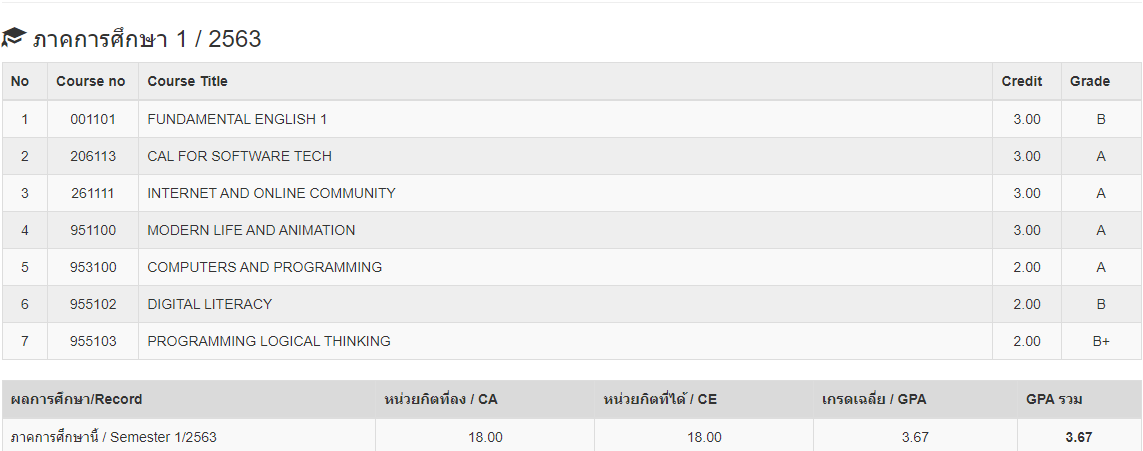 ภาคการศึกษา 1 / 2563
No Course no Course Title Credit Grade
1 001101 FUNDAMENTAL ENGLISH 1 3.00 B
2 206113 CAL FOR SOFTWARE TECH 3.00 A
3 261111 INTERNET AND ONLINE COMMUNITY 3.00 A
4 951100 MODERN LIFE AND ANIMATION 3.00 A
5 953100 COMPUTERS AND PROGRAMMING 2.00 A
6 955102 DIGITAL LITERACY 2.00 B
7 955103 PROGRAMMING LOGICAL THINKING 2.00 B+
ผลการศึกษา/Record หน่วยกิตที่ลง / CA หน่วยกิตที่ได้ / CE เกรดเฉลี่ย / GPA GPA รวม
ภาคการศึกษานี้ / Semester 1/2563 18.00 18.00 3.67 3.67